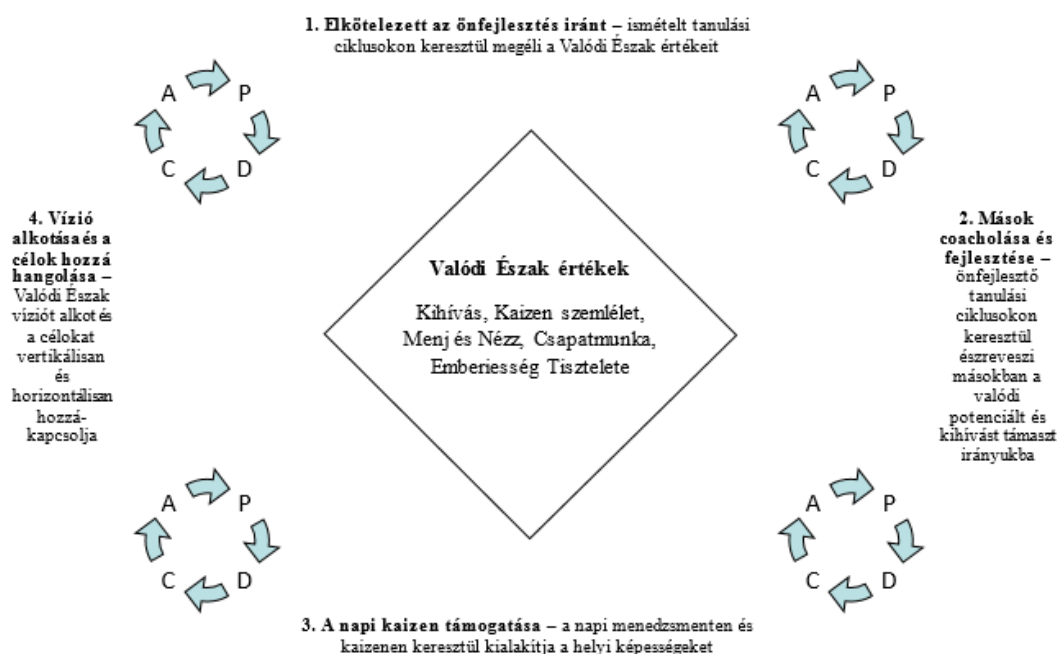 1. Elkötelezett az önfejlesztés iránt – ismételt tanulási
ciklusokon keresztül megéli a Valódi Észak értékeit
A P
C D
A P
C D
4. Vízió
alkotása és a
célok hozzá
hangolása –
Valódi Észak
víziót alkot és
a célokat
vertikálisan
és
horizontálisan
hozzá-
kapcsolja
Valódi Észak értékek
Kihívás, Kaizen szemlélet,
Menj és Nézz, Csapatmunka,
Emberiesség Tisztelete
2. Mások
coacholása és
fejlesztése –
önfejlesztő
tanulási
ciklusokon
keresztül
észreveszi
másokban a
valódi
potenciált és
kihívást támaszt
irányukba
A P
C D
A P
C D
3. A napi kaizen támogatása – a napi menedzsmenten és
kaizenen keresztül kialakítja a helyi képességeket